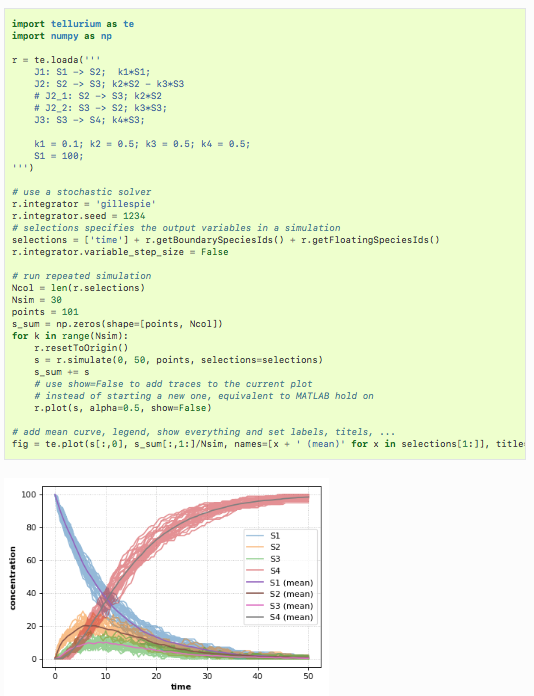 import tellurium as te
import numpy as np
r = te.loada('''
J1: S1 -> S2; k1*S1;
J2: S2 -> S3; k2*S2 - k3*S3
# J2_1: S2 -> S3; k2*S2
# J2_2: S3 -> S2; k3*S3;
J3: S3 -> S4; k4*S3;
k1 = 0.1; k2 = 0.5; k3 = 0.5; k4 = 0.5;
S1 = 100;
''')
# use a stochastic solver
r.integrator = 'gillespie'
r.integrator.seed = 1234
# selections specifies the output variables in a simulation
selections = ['time'] + r.getBoundarySpeciesIds() + r.getFloatingSpeciesIds()
r.integrator.variable_step_size = False
# run repeated simulation
Ncol = len(r.selections)
Nsim = 30
points = 101
s_sum = np.zeros(shape=[points, Ncol])
for k in range(Nsim):
r.resetToOrigin()
s = r.simulate(0, 50, points, selections=selections)
s_sum += s
# use show=False to add traces to the current plot
# instead of starting a new one, equivalent to MATLAB hold on
r.plot(s, alpha=0.5, show=False)
# add mean curve, legend, show everything and set labels, titels, ...
fig = te.plot(s[:,0], s_sum[:,1:]/Nsim, names=[x + ' (mean)' for x in selections[1:]], title
100
80
60
40
20
0
concentration
S1
S2
S3
S4
S1 (mean)
S2 (mean)
S3 (mean)
S4 (mean)
0 10 20 30 40 50
time